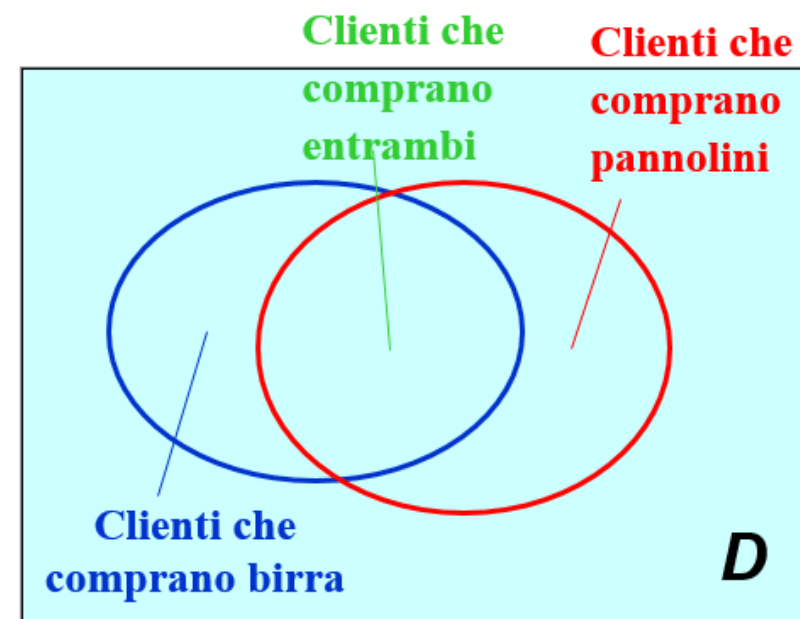 Clienti che
comprano
entrambi
Clienti che
comprano
pannolini
Clienti che
comprano birra
D